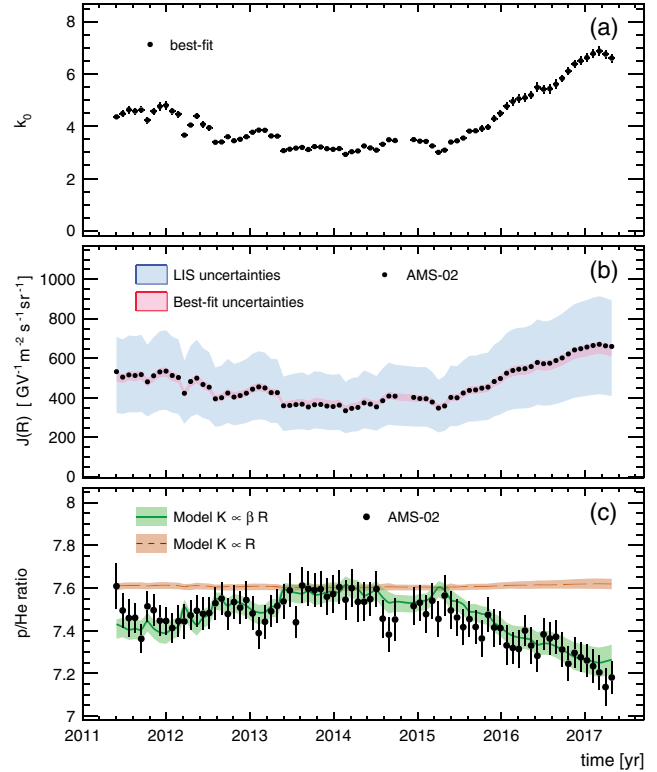 (a)
best-fit
k₀
8
6
4
2
0
(b)
LIS uncertainties
AMS-02
Best-fit uncertainties
J(R) [ GeV⁻¹ m⁻² s⁻¹ sr⁻¹ ]
1000
800
600
400
200
0
(c)
Model K ∝ β R
AMS-02
Model K ∝ R
p/He ratio
8
7.8
7.6
7.4
7.2
7
2011 2012 2013 2014 2015 2016 2017
time [yr]